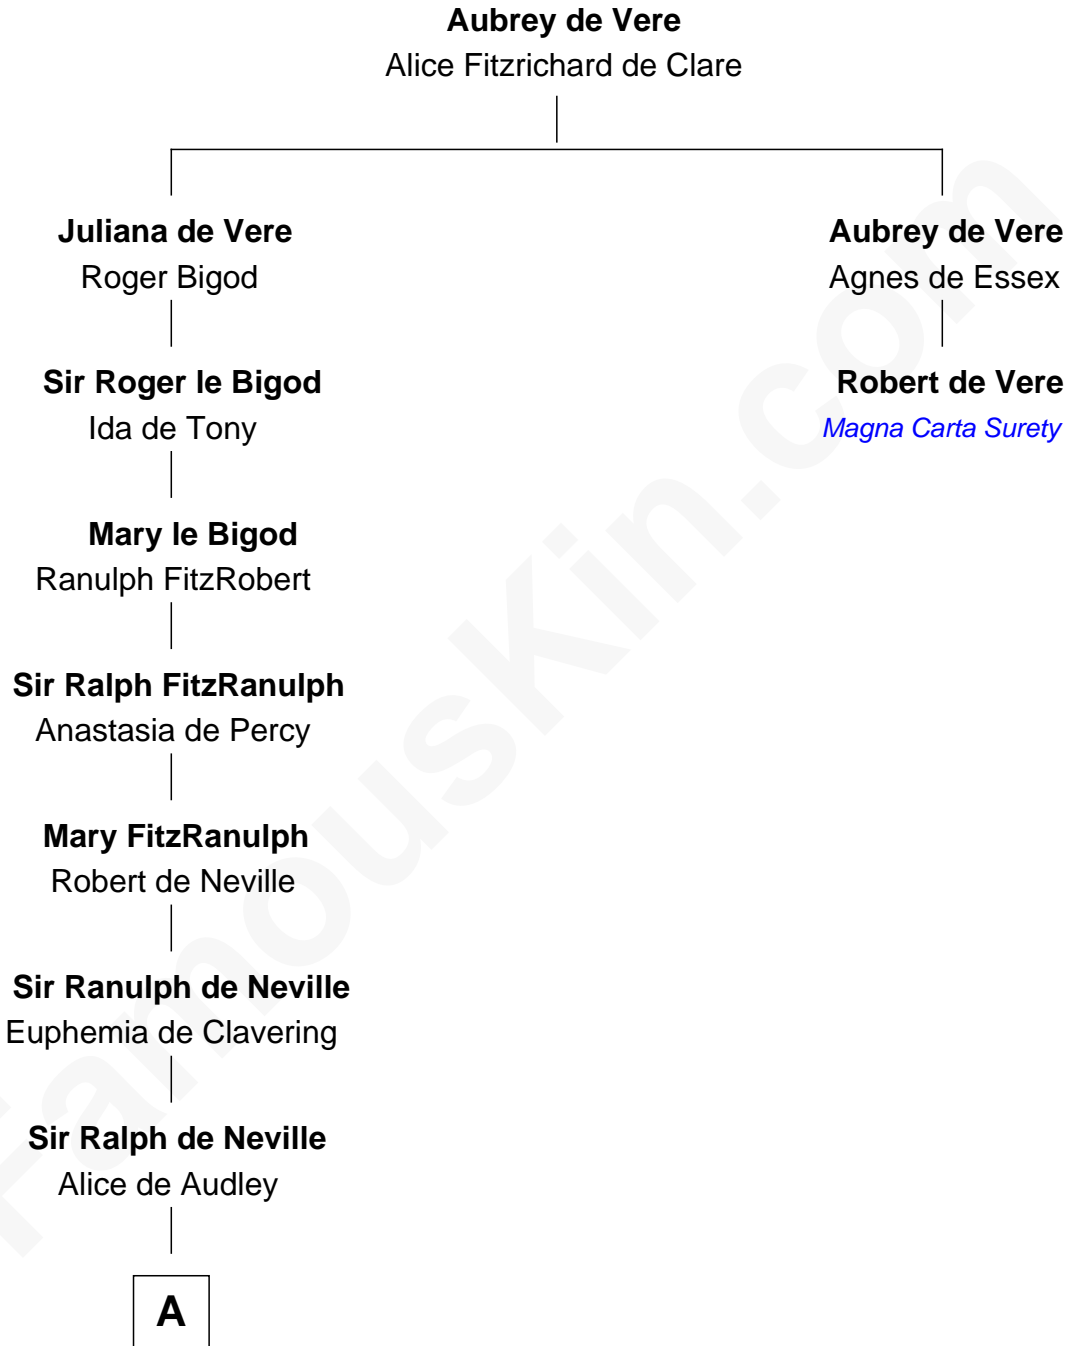 Aubrey de Vere
Alice Fitzrichard de Clare
Juliana de Vere
Roger Bigod
Aubrey de Vere
Agnes de Essex
Sir Roger le Bigod
Ida de Tony
Robert de Vere
Magna Carta Surety
Mary le Bigod
Ranulph FitzRobert
Sir Ralph FitzRanulph
Anastasia de Percy
Mary FitzRanulph
Robert de Neville
Sir Ranulph de Neville
Euphemia de Clavering
Sir Ralph de Neville
Alice de Audley
A
FamousKin.com